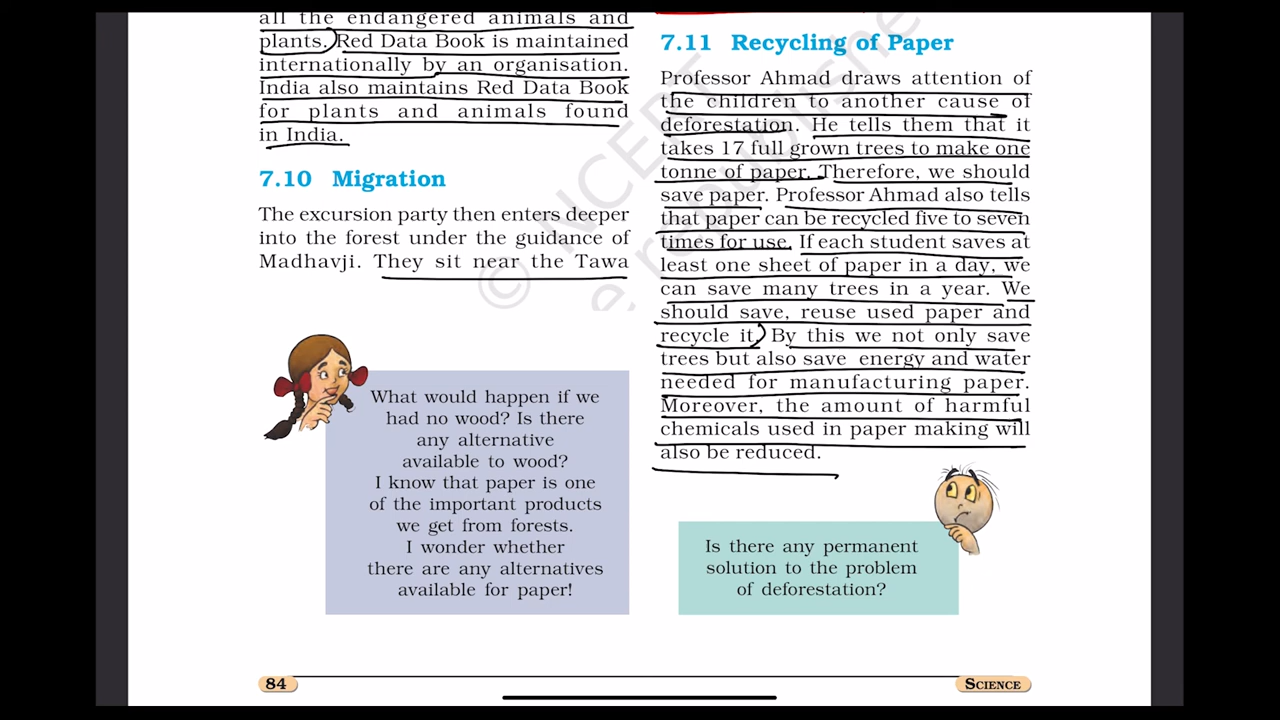 all the endangered animals and
plants. Red Data Book is maintained
internationally by an organisation.
India also maintains Red Data Book
for plants and animals found
in India.
7.10 Migration
The excursion party then enters deeper
into the forest under the guidance of
Madhavji. They sit near the Tawa
What would happen if we
had no wood? Is there
any alternative
available to wood?
I know that paper is one
of the important products
we get from forests.
I wonder whether
there are any alternatives
available for paper!
7.11 Recycling of Paper
Professor Ahmad draws attention of
the children to another cause of
deforestation. He tells them that it
takes 17 full grown trees to make one
tonne of paper. Therefore, we should
save paper. Professor Ahmad also tells
that paper can be recycled five to seven
times for use. If each student saves at
least one sheet of paper in a day, we
can save many trees in a year. We
should save, reuse used paper and
recycle it. By this we not only save
trees but also save energy and water
needed for manufacturing paper.
Moreover, the amount of harmful
chemicals used in paper making will
also be reduced.
Is there any permanent
solution to the problem
of deforestation?
84
SCIENCE
© NCERT
e republishe